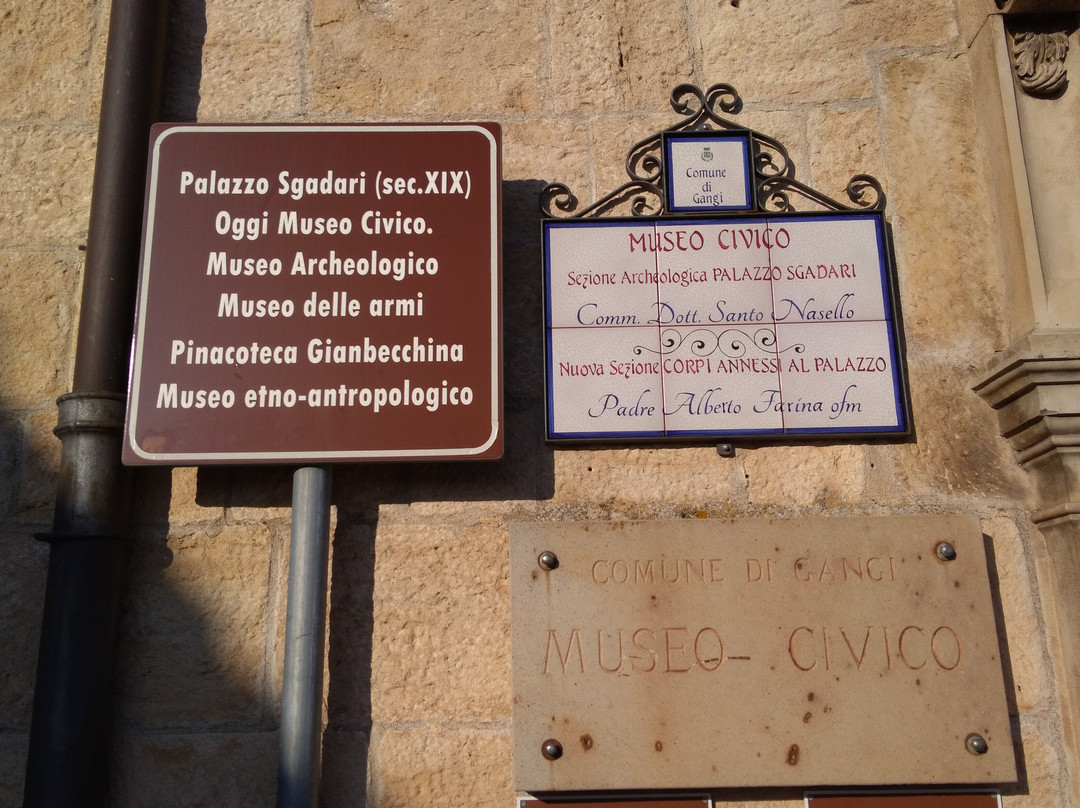 Palazzo Sgadari (sec.XIX)
Oggi Museo Civico.
Museo Archeologico
Museo delle armi
Pinacoteca Gianbecchina
Museo etno-antropologico
Comune
di
Gangi
MUSEO CIVICO
Sezione Archeologica PALAZZO SGADARI
Comm. Dott. Santo Nasello
Nuova Sezione CORPI ANNESSI AL PALAZZO
Padre Alberto Farina ofm
COMUNE DI GANGI
MUSEO - CIVICO